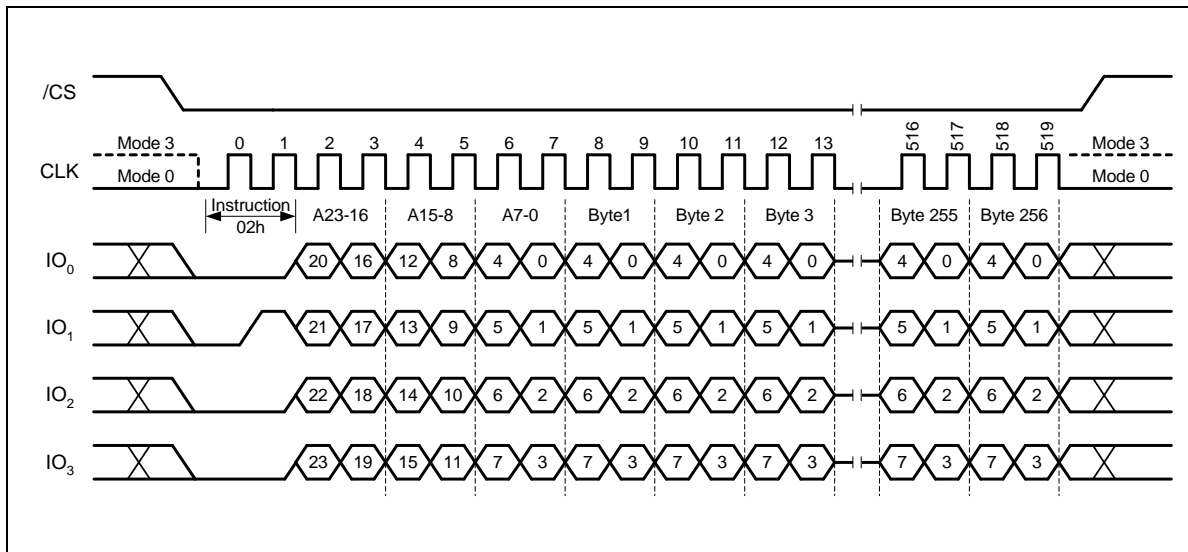 /CS
Mode 3 0 1 2 3 4 5 6 7 8 9 10 11 12 13 516 517 518 519 Mode 3
CLK Mode 0 Mode 0
Instruction
02h A23-16 A15-8 A7-0 Byte1 Byte 2 Byte 3 Byte 255 Byte 256
IO0 20 16 12 8 4 0 4 0 4 0 4 0 4 0 4 0
IO1 21 17 13 9 5 1 5 1 5 1 5 1 5 1 5 1
IO2 22 18 14 10 6 2 6 2 6 2 6 2 6 2 6 2
IO3 23 19 15 11 7 3 7 3 7 3 7 3 7 3 7 3